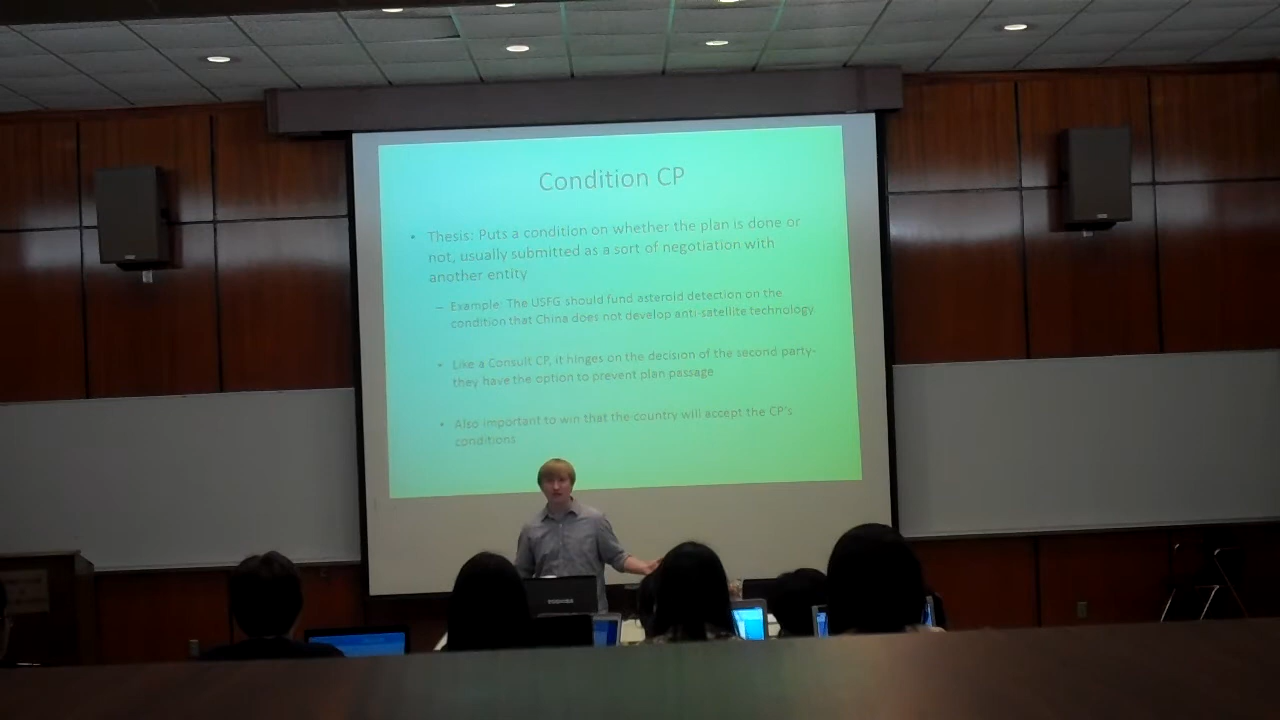 Condition CP
• Thesis: Puts a condition on whether the plan is done or
not, usually submitted as a sort of negotiation with
another entity
– Example: The USFG should fund asteroid detection on the
condition that China does not develop anti-satellite technology
• Like a Consult CP, it hinges on the decision of the second party-
they have the option to prevent plan passage
• Also important to win that the country will accept the CP's
conditions
TOSHIBA